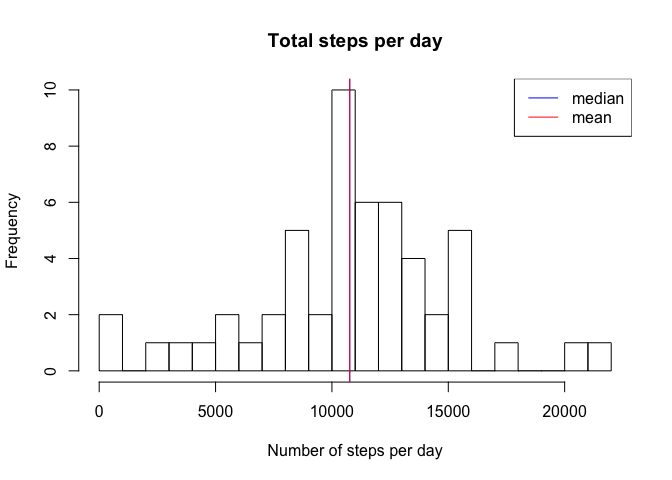 Total steps per day
median
mean
10
8
6
4
2
0
Frequency
0 5000 10000 15000 20000
Number of steps per day